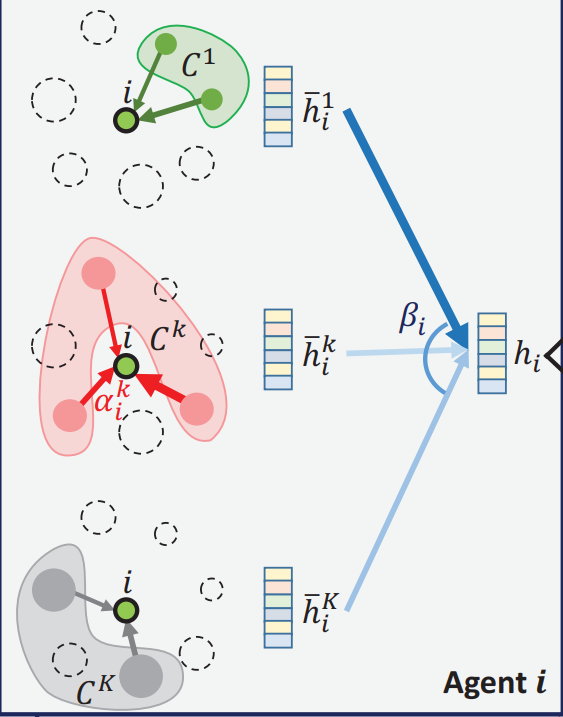 C¹
i
h̄ᵢ¹
i
Cᵏ
αᵢᵏ
h̄ᵢᵏ
βᵢ
hᵢ
i
Cᴷ
h̄ᵢᴷ
Agent i